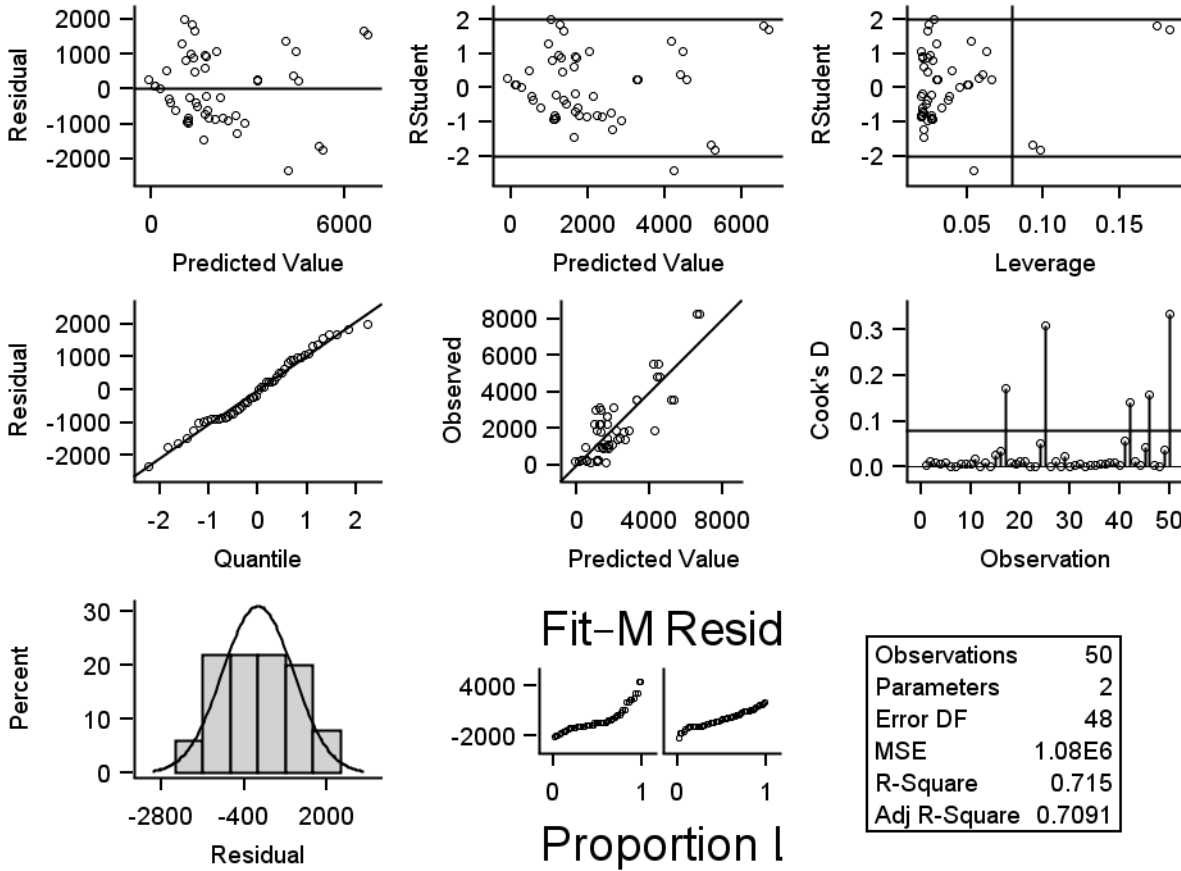 Residual
2000
1000
0
-1000
-2000
0
6000
Predicted Value
RStudent
2
1
0
-1
-2
0
2000
4000
6000
Predicted Value
RStudent
2
1
0
-1
-2
0.05
0.10
0.15
Leverage
Residual
2000
1000
0
-1000
-2000
-2
-1
0
1
2
Quantile
Observed
8000
6000
4000
2000
0
0
4000
8000
Predicted Value
Cook's D
0.3
0.2
0.1
0.0
0
10
20
30
40
50
Observation
Percent
30
20
10
0
-2800
-400
2000
Residual
Fit–M Resid
4000
-2000
0
1
0
1
Proportion L
Observations 50
Parameters 2
Error DF 48
MSE 1.08E6
R-Square 0.715
Adj R-Square 0.7091